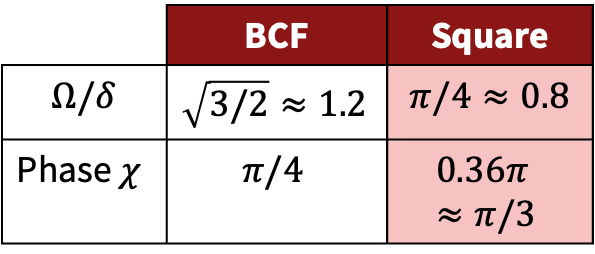 BCF Square
Ω/δ √3/2 ≈ 1.2 π/4 ≈ 0.8
Phase χ π/4 0.36π
≈ π/3